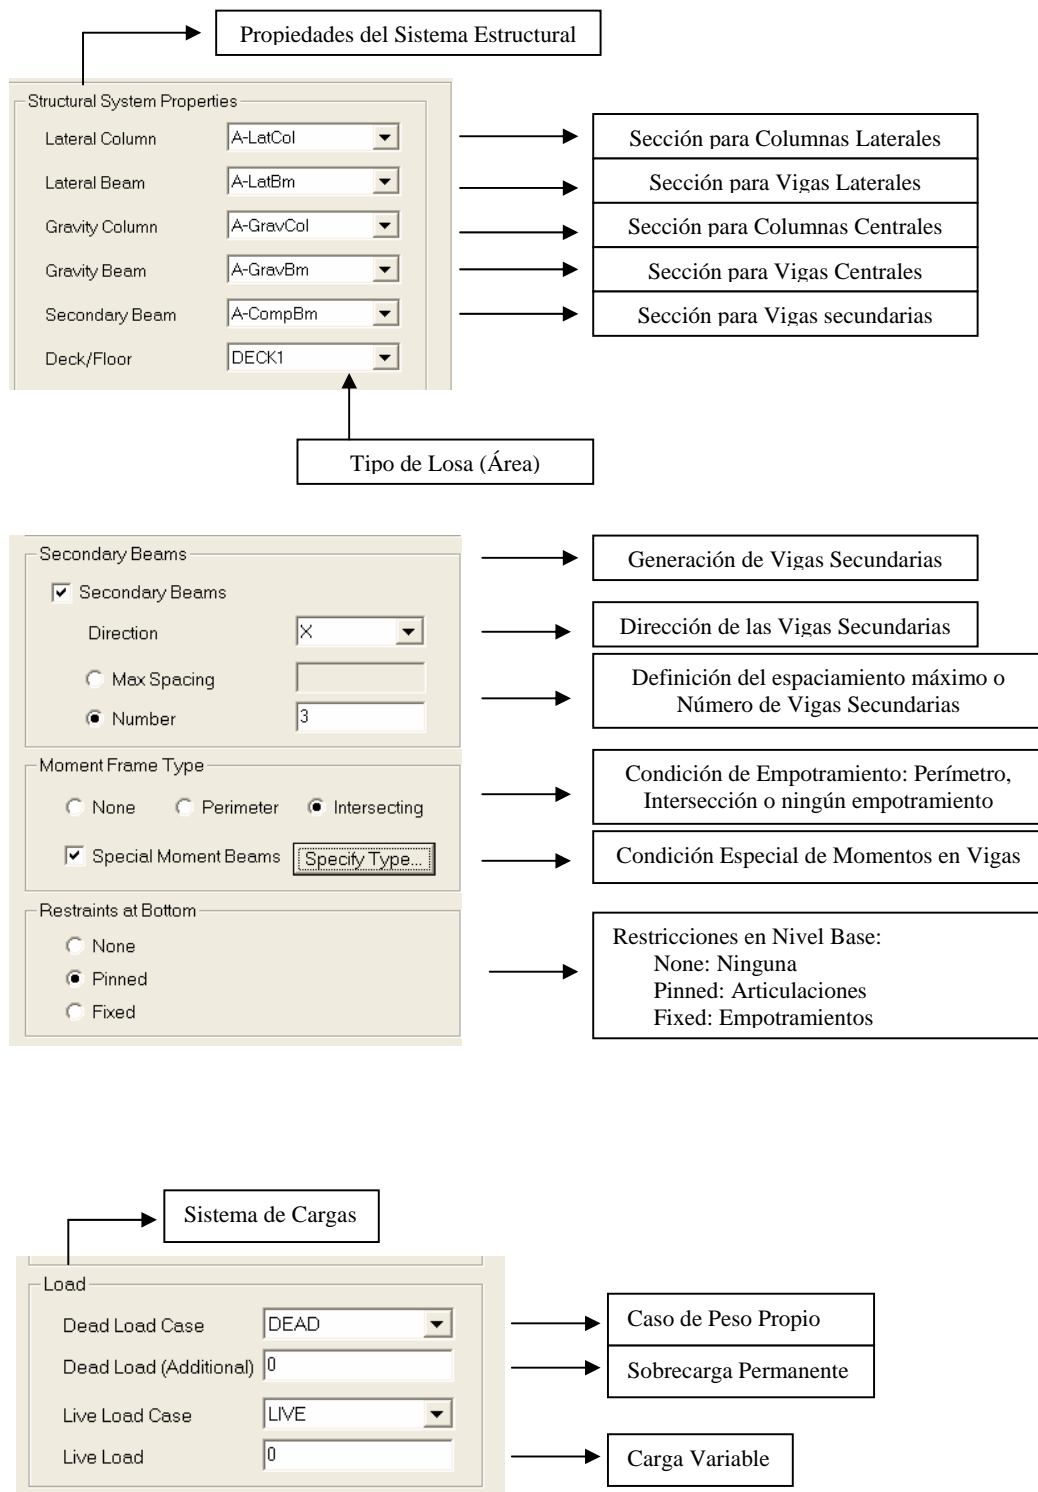 Propiedades del Sistema Estructural
Structural System Properties
Lateral Column A-LatCol Sección para Columnas Laterales
Lateral Beam A-LatBm Sección para Vigas Laterales
Gravity Column A-GravCol Sección para Columnas Centrales
Gravity Beam A-GravBm Sección para Vigas Centrales
Secondary Beam A-CompBm Sección para Vigas secundarias
Deck/Floor DECK1
Tipo de Losa (Área)
Secondary Beams Generación de Vigas Secundarias
Secondary Beams
Direction X Dirección de las Vigas Secundarias
Max Spacing Definición del espaciamiento máximo o
Number 3 Número de Vigas Secundarias
Moment Frame Type Condición de Empotramiento: Perímetro,
None Perimeter Intersecting Intersección o ningún empotramiento
Special Moment Beams Specify Type... Condición Especial de Momentos en Vigas
Restraints at Bottom Restricciones en Nivel Base:
None None: Ninguna
Pinned Pinned: Articulaciones
Fixed Fixed: Empotramientos
Sistema de Cargas
Load
Dead Load Case DEAD Caso de Peso Propio
Dead Load (Additional) 0 Sobrecarga Permanente
Live Load Case LIVE
Live Load 0 Carga Variable